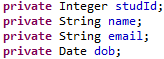 private Integer studId;
private String name;
private String email;
private Date dob;